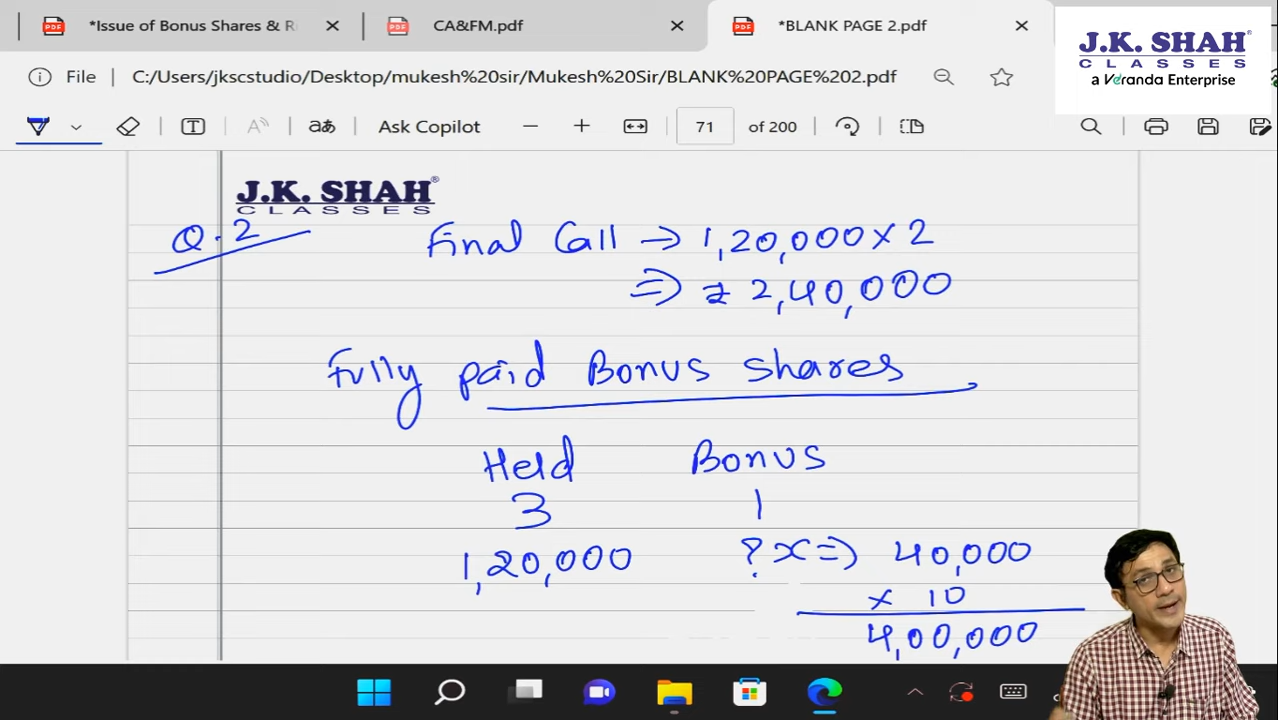 *Issue of Bonus Shares & Ri
CA&FM.pdf
*BLANK PAGE 2.pdf
J.K. SHAH®
CLASSES
a Veranda Enterprise
File
C:/Users/jkscstudio/Desktop/mukesh%20sir/Mukesh%20Sir/BLANK%20PAGE%202.pdf
Ask Copilot
71 of 200
J.K. SHAH®
CLASSES
Q.2 Final Call → 1,20,000 × 2
⇒ ₹ 2,40,000
Fully paid Bonus shares
Held Bonus
3 1
1,20,000 ? x ⇒ 40,000
× 10
4,00,000